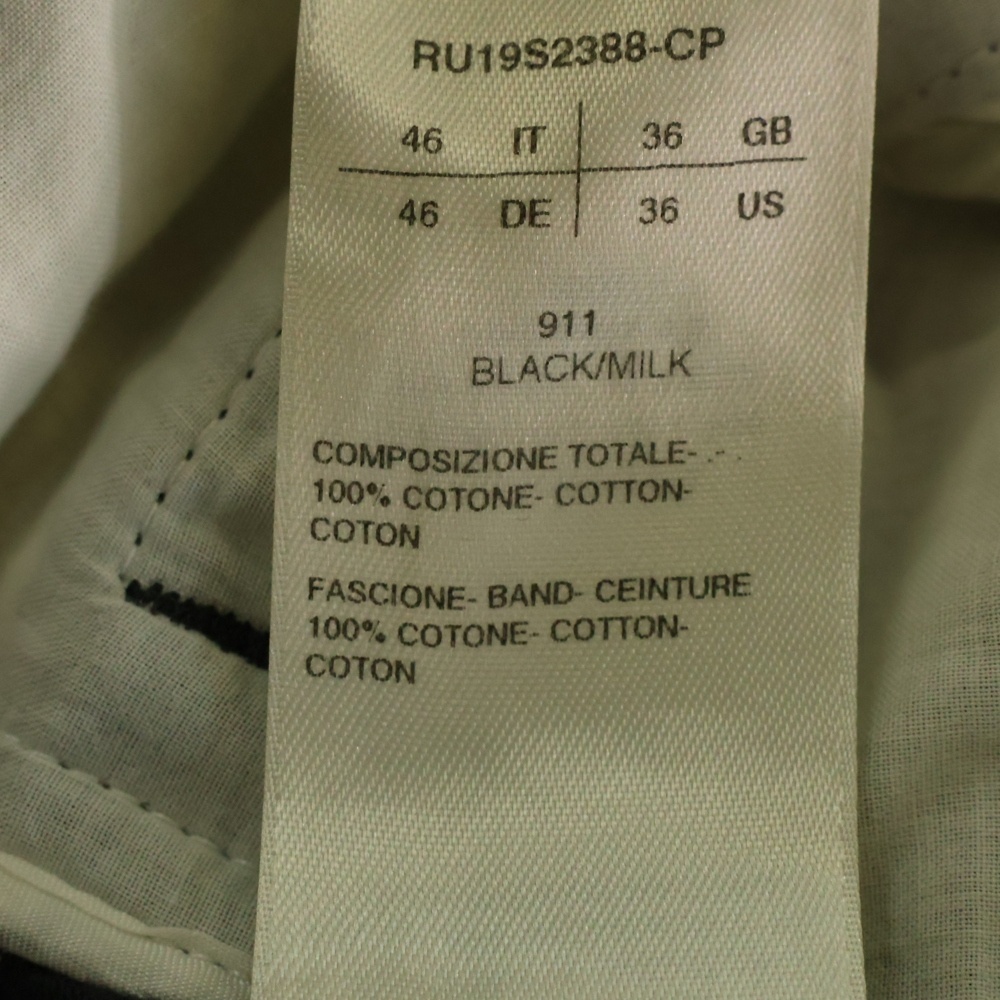 RU19S2388-CP
46 IT 36 GB
46 DE 36 US
911
BLACK/MILK
COMPOSIZIONE TOTALE- .- .
100% COTONE- COTTON-
COTON
FASCIONE- BAND- CEINTURE
100% COTONE- COTTON-
COTON